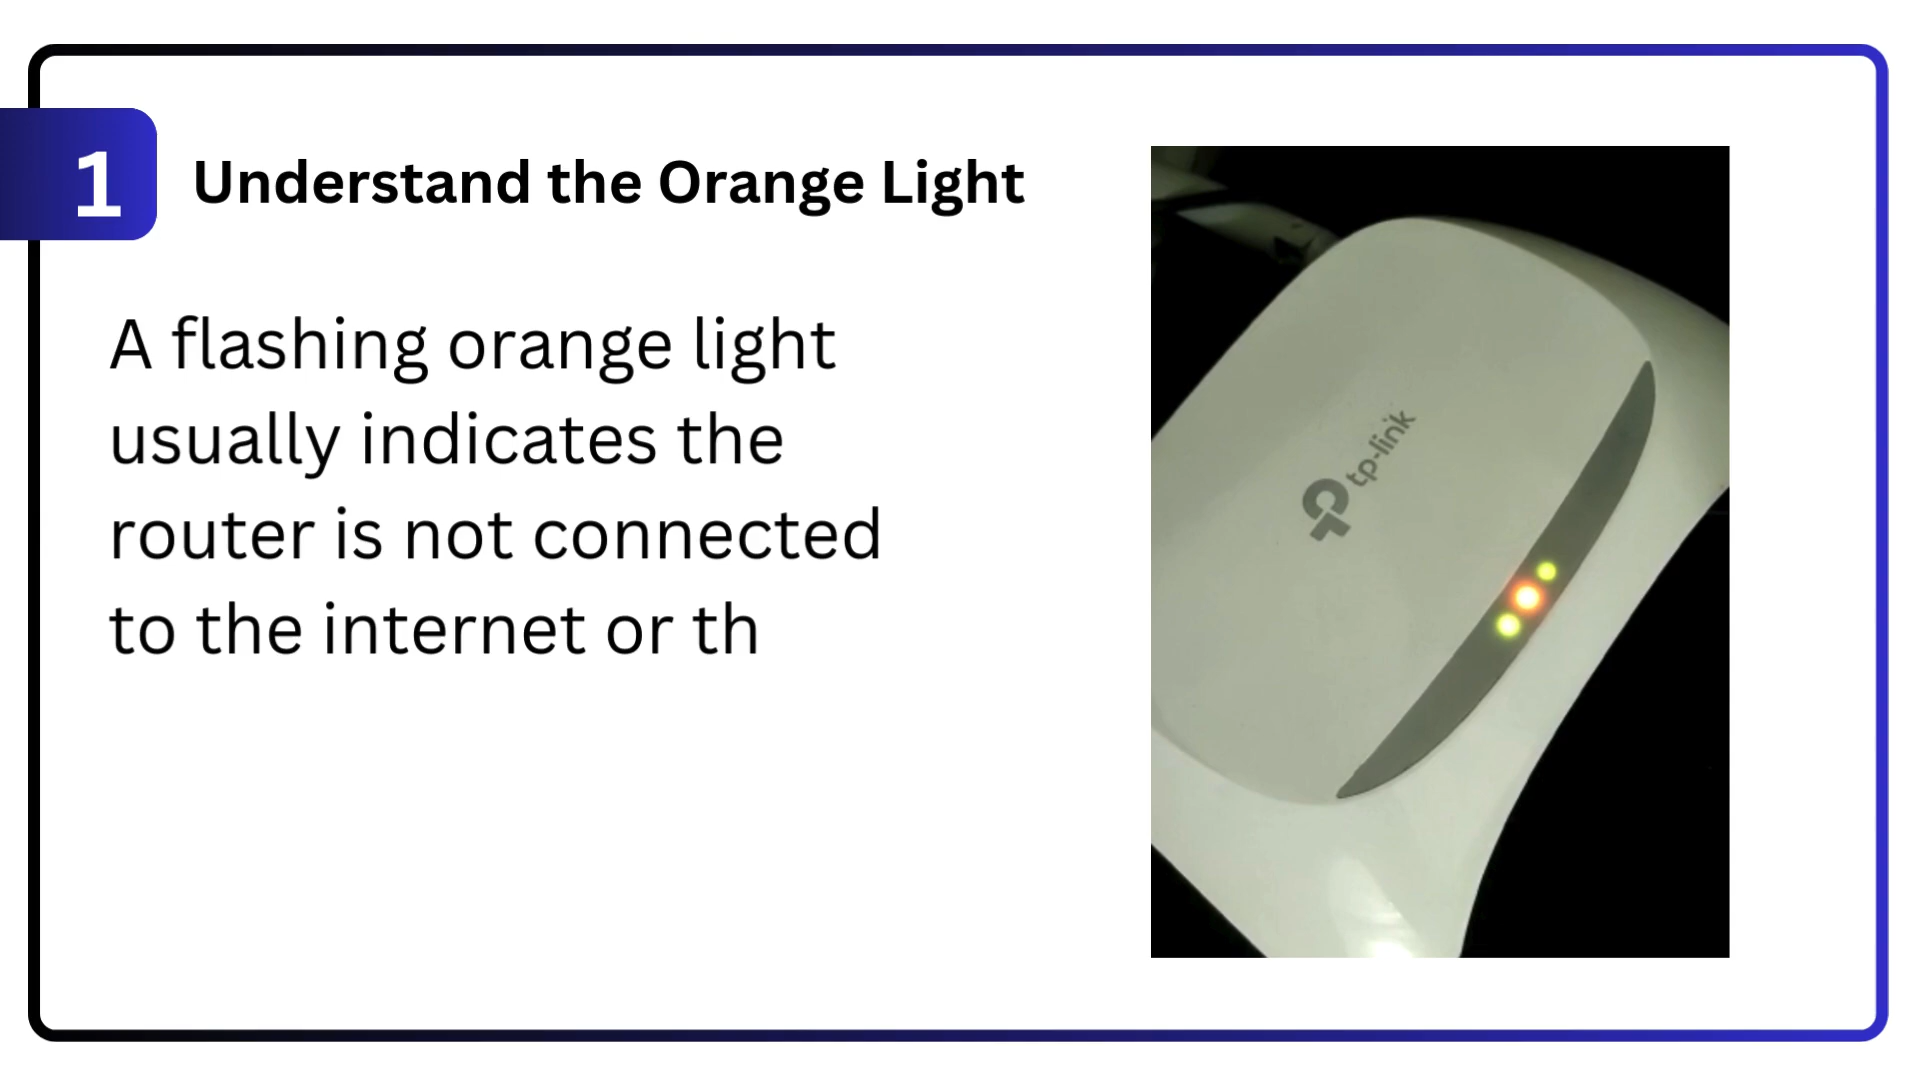 1
Understand the Orange Light
A flashing orange light
usually indicates the
router is not connected
to the internet or th
tp-link